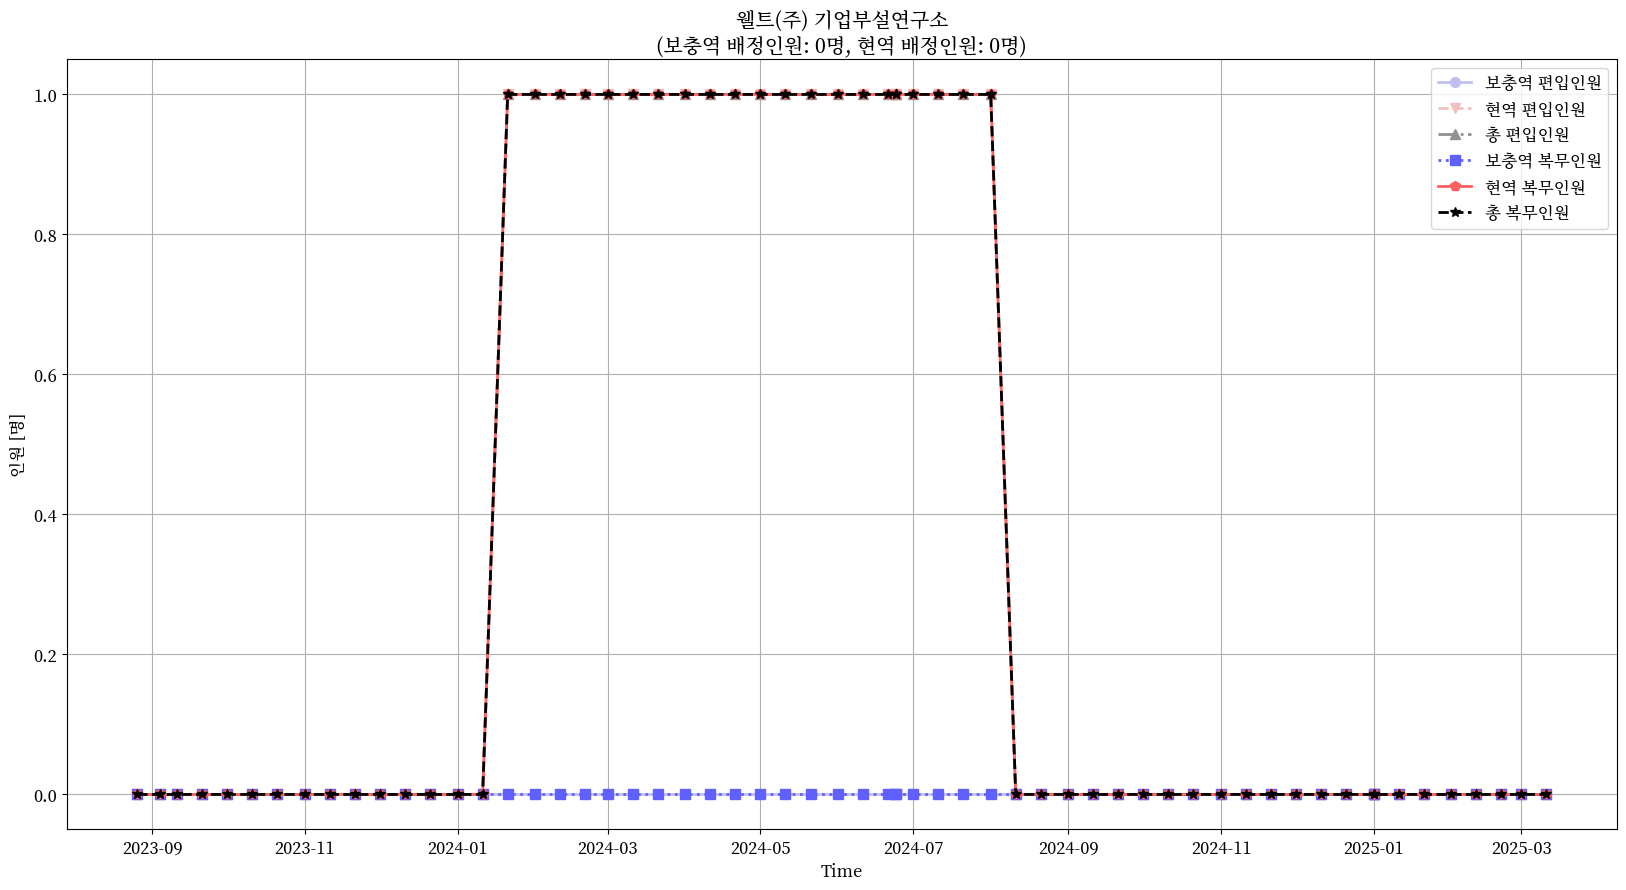 웰트(주) 기업부설연구소
(보충역 배정인원: 0명, 현역 배정인원: 0명)
보충역 편입인원
현역 편입인원
총 편입인원
보충역 복무인원
현역 복무인원
총 복무인원
인원 [명]
1.0
0.8
0.6
0.4
0.2
0.0
2023-09
2023-11
2024-01
2024-03
2024-05
2024-07
2024-09
2024-11
2025-01
2025-03
Time